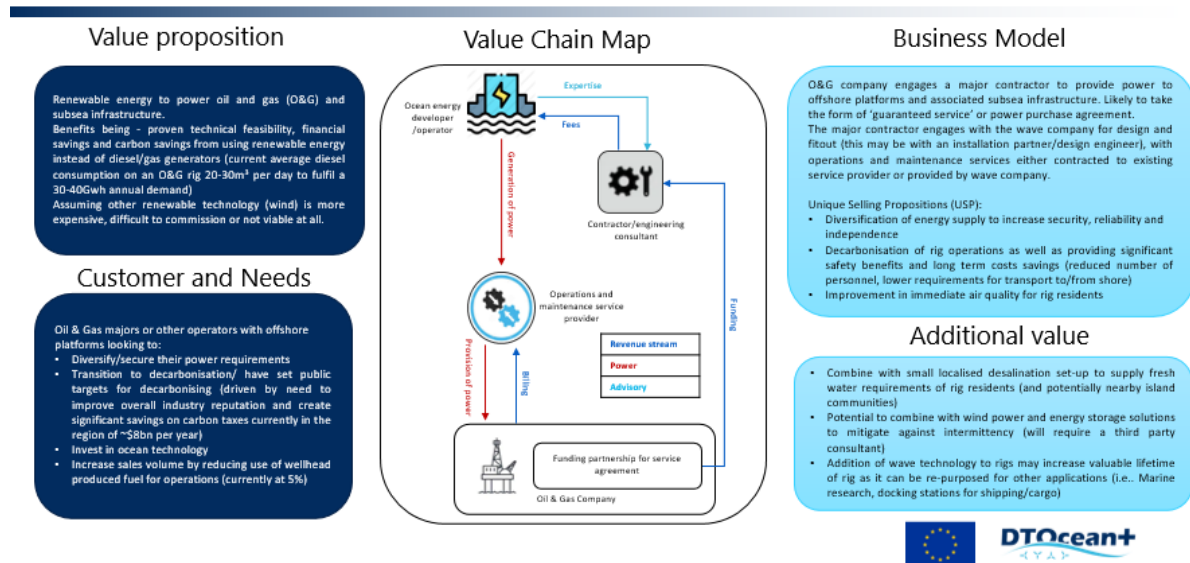 Value proposition
Renewable energy to power oil and gas (O&G) and
subsea infrastructure.
Benefits being - proven technical feasibility, financial
savings and carbon savings from using renewable energy
instead of diesel/gas generators (current average diesel
consumption on an O&G rig 20-30m³ per day to fulfil a
30-40Gwh annual demand)
Assuming other renewable technology (wind) is more
expensive, difficult to commission or not viable at all.
Customer and Needs
Oil & Gas majors or other operators with offshore
platforms looking to:
• Diversify/secure their power requirements
• Transition to decarbonisation/ have set public
targets for decarbonising (driven by need to
improve overall industry reputation and create
significant savings on carbon taxes currently in the
region of ~$8bn per year)
• Invest in ocean technology
• Increase sales volume by reducing use of wellhead
produced fuel for operations (currently at 5%)
Value Chain Map
Ocean energy
developer
/operator
Expertise
Fees
Generation of power
Contractor/engineering
consultant
Operations and
maintenance service
provider
Funding
Revenue stream
Power
Advisory
Provision of power
Billing
Funding partnership for service
agreement
Oil & Gas Company
Business Model
O&G company engages a major contractor to provide power to
offshore platforms and associated subsea infrastructure. Likely to take
the form of 'guaranteed service' or power purchase agreement.
The major contractor engages with the wave company for design and
fitout (this may be with an installation partner/design engineer), with
operations and maintenance services either contracted to existing
service provider or provided by wave company.
Unique Selling Propositions (USP):
• Diversification of energy supply to increase security, reliability and
independence
• Decarbonisation of rig operations as well as providing significant
safety benefits and long term costs savings (reduced number of
personnel, lower requirements for transport to/from shore)
• Improvement in immediate air quality for rig residents
Additional value
• Combine with small localised desalination set-up to supply fresh
water requirements of rig residents (and potentially nearby island
communities)
• Potential to combine with wind power and energy storage solutions
to mitigate against intermittency (will require a third party
consultant)
• Addition of wave technology to rigs may increase valuable lifetime
of rig as it can be re-purposed for other applications (i.e.. Marine
research, docking stations for shipping/cargo)
DTOcean+